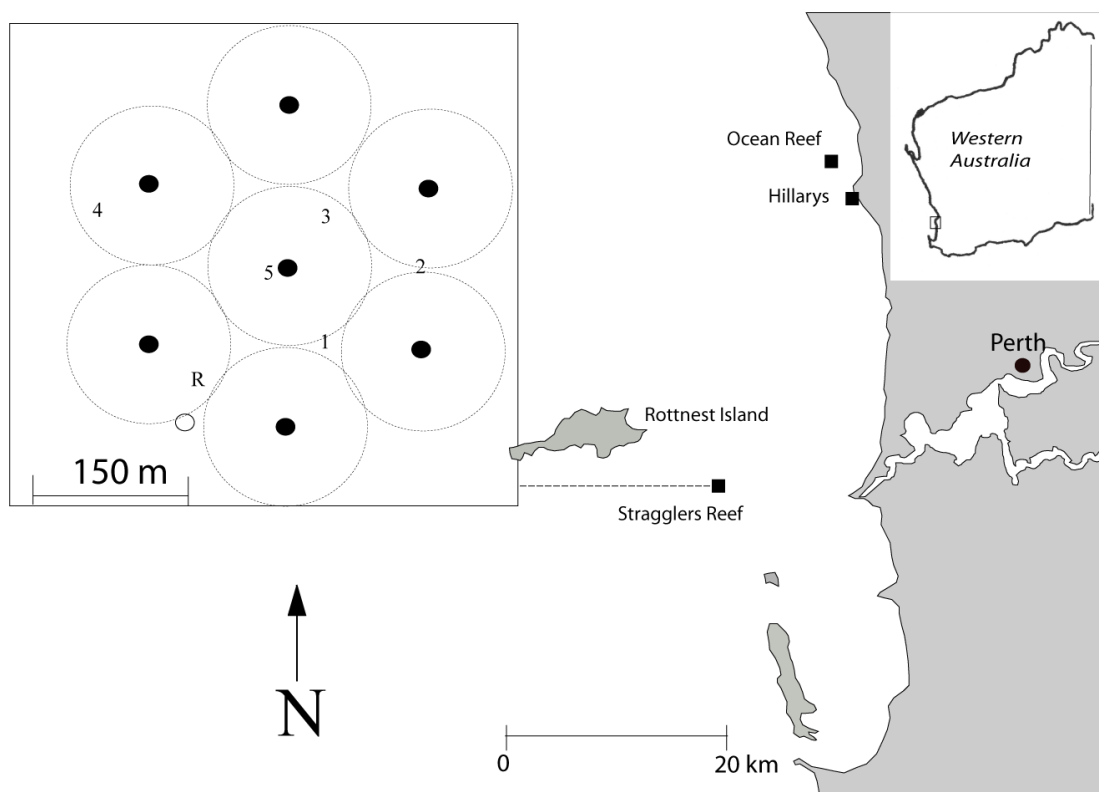 4
3
5
2
1
R
150 m
N
Ocean Reef
Hillarys
Western
Australia
Perth
Rottnest Island
Stragglers Reef
0
20 km